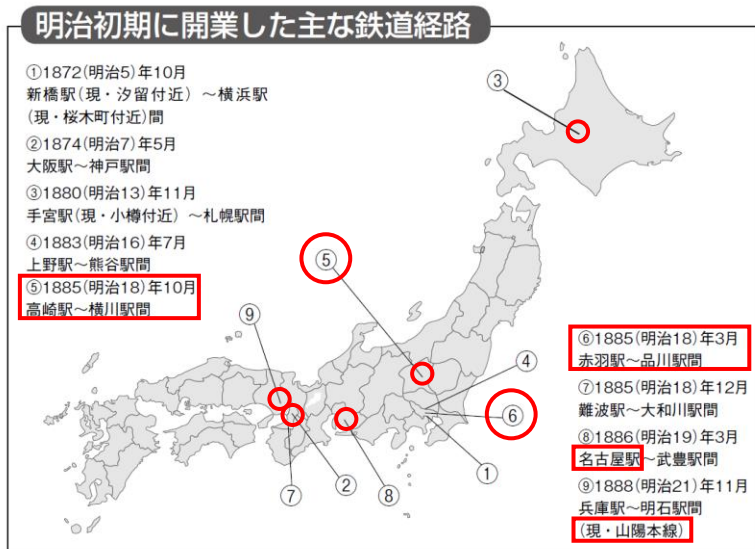 明治初期に開業した主な鉄道経路
①1872(明治5)年10月
新橋駅(現・汐留付近)～横浜駅
(現・桜木町付近)間
②1874(明治7)年5月
大阪駅～神戸駅間
③1880(明治13)年11月
手宮駅(現・小樽付近)～札幌駅間
④1883(明治16)年7月
上野駅～熊谷駅間
⑤1885(明治18)年10月
高崎駅～横川駅間
③
⑤
⑨
④
⑥
①
⑦
②
⑧
⑥1885(明治18)年3月
赤羽駅～品川駅間
⑦1885(明治18)年12月
難波駅～大和川駅間
⑧1886(明治19)年3月
名古屋駅～武豊駅間
⑨1888(明治21)年11月
兵庫駅～明石駅間
(現・山陽本線)